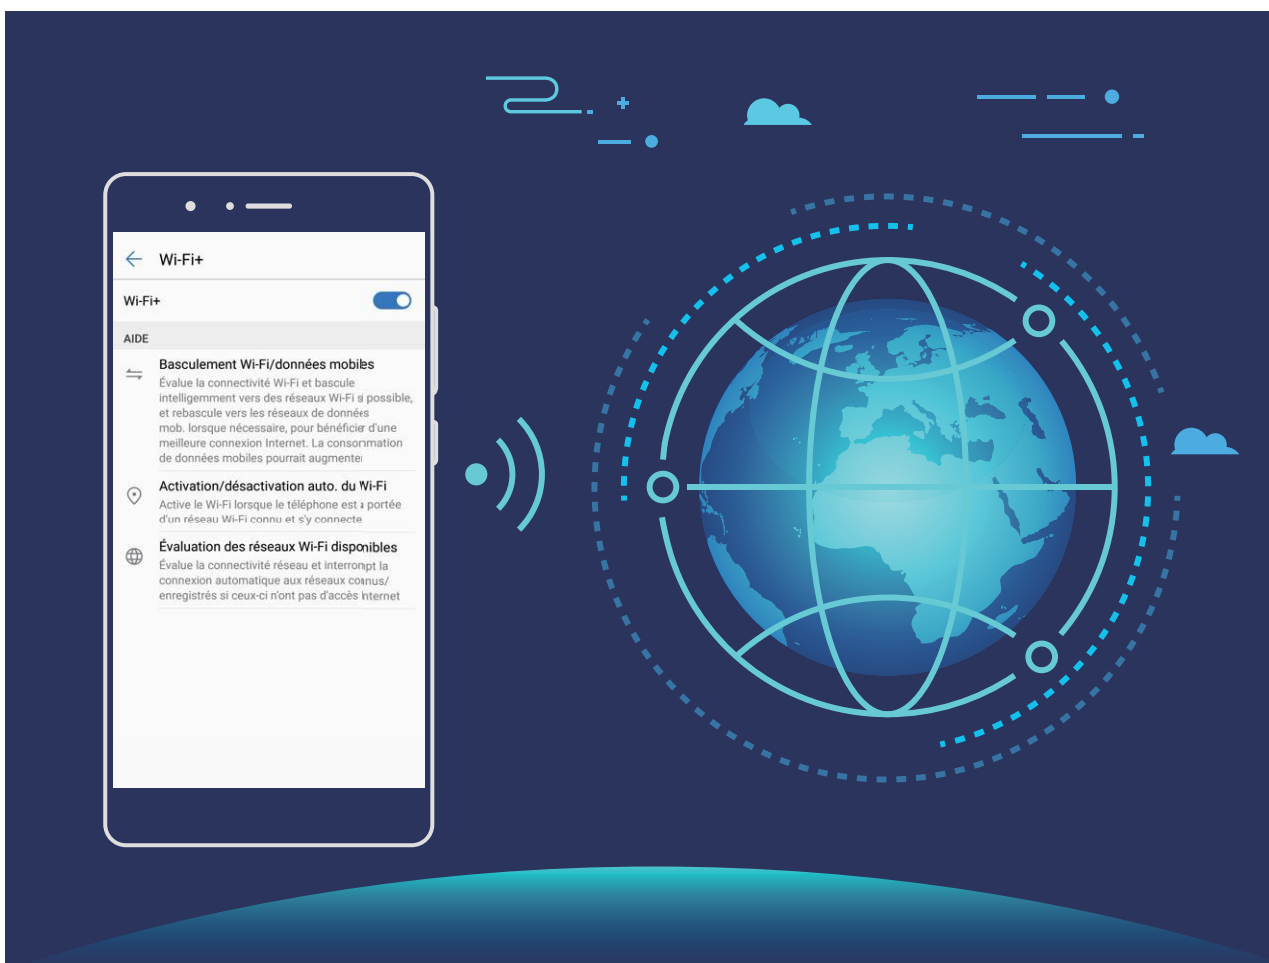 Wi-Fi+
Wi-Fi+
AIDE
Basculement Wi-Fi/données mobiles
Évalue la connectivité Wi-Fi et bascule
intelligemment vers des réseaux Wi-Fi si possible,
et rebascule vers les réseaux de données
mob. lorsque nécessaire, pour bénéficier d'une
meilleure connexion Internet. La consommation
de données mobiles pourrait augmenter
Activation/désactivation auto. du Wi-Fi
Active le Wi-Fi lorsque le téléphone est à portée
d'un réseau Wi-Fi connu et s'y connecte
Évaluation des réseaux Wi-Fi disponibles
Évalue la connectivité réseau et interrompt la
connexion automatique aux réseaux connus/
enregistrés si ceux-ci n'ont pas d'accès Internet